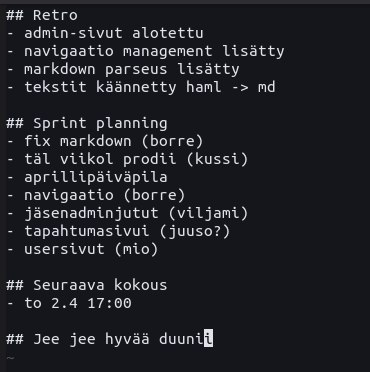 ## Retro
- admin-sivut alotettu
- navigaatio management lisätty
- markdown parseus lisätty
- tekstit käännetty haml -> md

## Sprint planning
- fix markdown (borre)
- täl viikol prodii (kussi)
- aprillipäiväpila
- navigaatio (borre)
- jäsenadminjutut (viljami)
- tapahtumasivui (juuso?)
- usersivut (mio)

## Seuraava kokous
- to 2.4 17:00

## Jee jee hyvää duunii
~